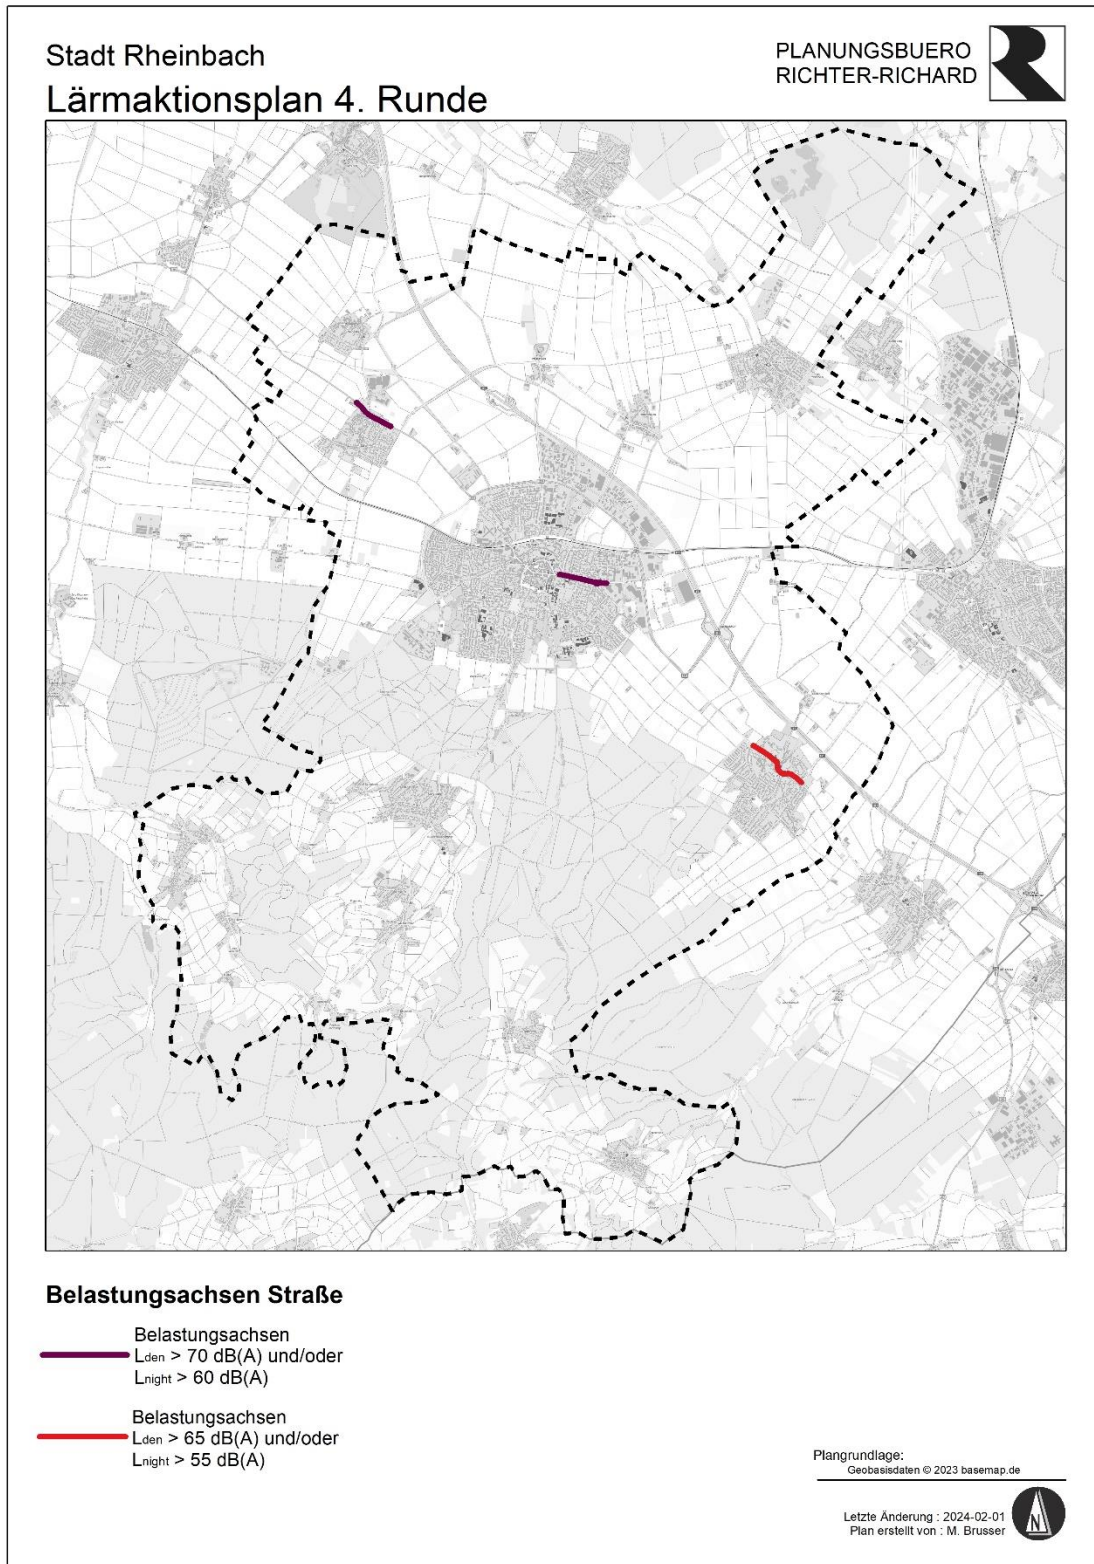 Stadt Rheinbach
Lärmaktionsplan 4. Runde
PLANUNGSBUERO
RICHTER-RICHARD
Belastungsachsen Straße
Belastungsachsen
Lden > 70 dB(A) und/oder
Lnight > 60 dB(A)
Belastungsachsen
Lden > 65 dB(A) und/oder
Lnight > 55 dB(A)
Plangrundlage:
Geobasisdaten © 2023 basemap.de
Letzte Änderung : 2024-02-01
Plan erstellt von : M. Brusser
N